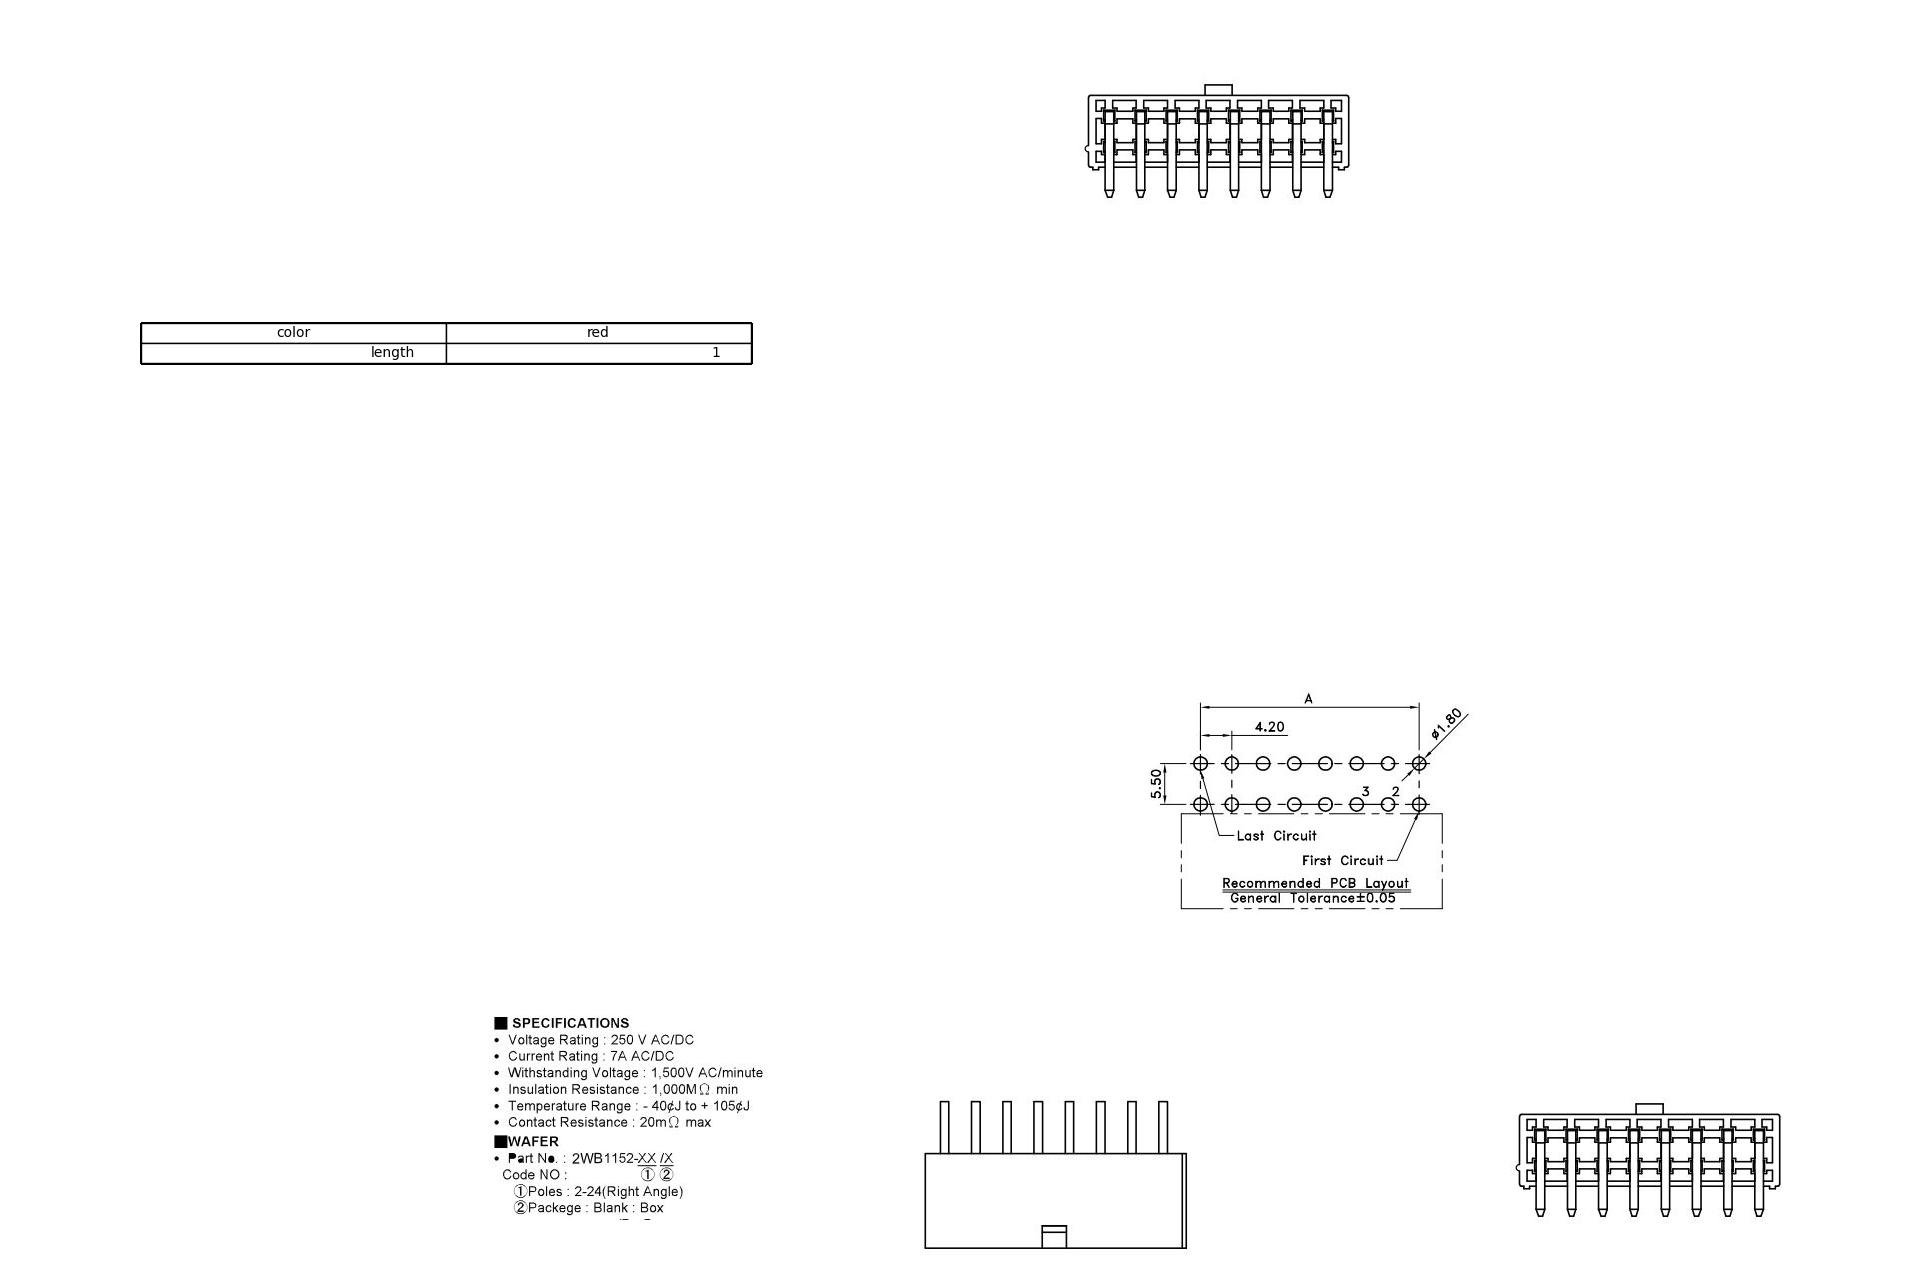 color red
length 1
A
4.20
ø1.80
5.50
3 2
Last Circuit
First Circuit
Recommended PCB Layout
General Tolerance±0.05
■ SPECIFICATIONS
• Voltage Rating : 250 V AC/DC
• Current Rating : 7A AC/DC
• Withstanding Voltage : 1,500V AC/minute
• Insulation Resistance : 1,000MΩ min
• Temperature Range : - 40¢J to + 105¢J
• Contact Resistance : 20mΩ max
■WAFER
• Part No. : 2WB1152-XX /X
Code NO : ① ②
①Poles : 2-24(Right Angle)
②Packege : Blank : Box